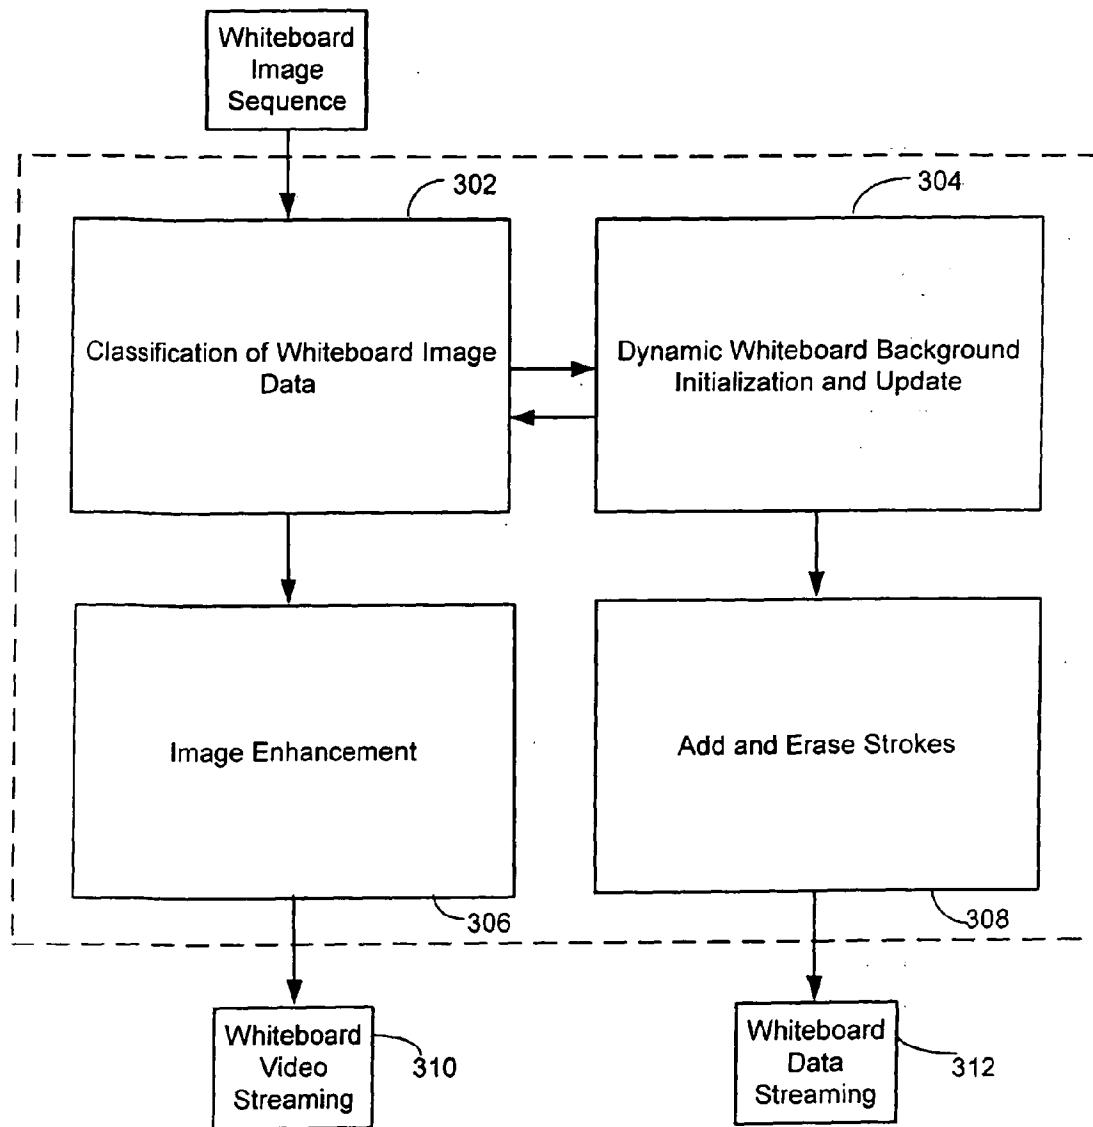 Whiteboard
Image
Sequence
302
304
Classification of Whiteboard Image
Data
Dynamic Whiteboard Background
Initialization and Update
Image Enhancement
Add and Erase Strokes
306
308
Whiteboard
Video
Streaming
310
Whiteboard
Data
Streaming
312